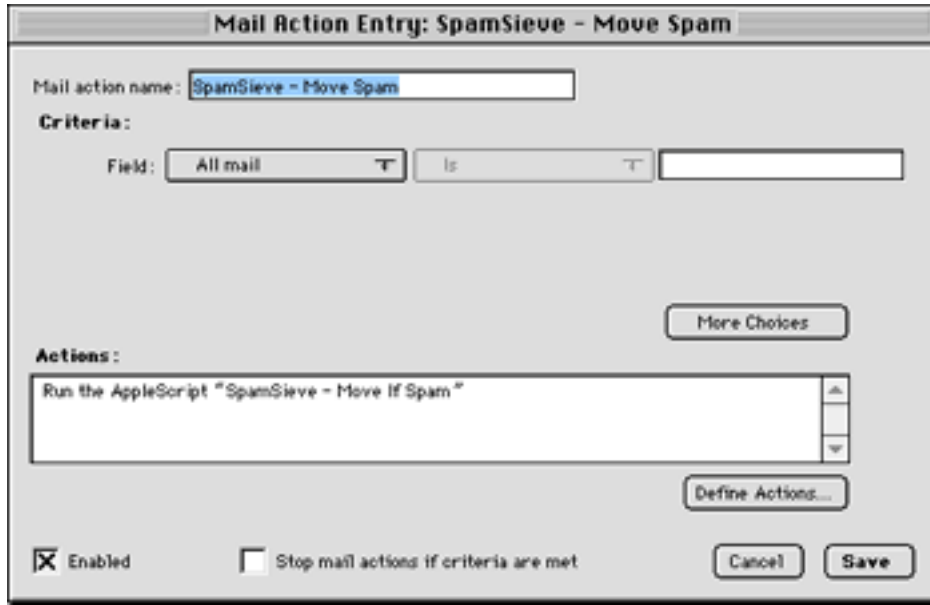 Mail Action Entry: SpamSieve - Move Spam
Mail action name: SpamSieve - Move Spam
Criteria:
Field: All mail Is
More Choices
Actions:
Run the AppleScript "SpamSieve - Move If Spam"
Define Actions...
Enabled Stop mail actions if criteria are met Cancel Save